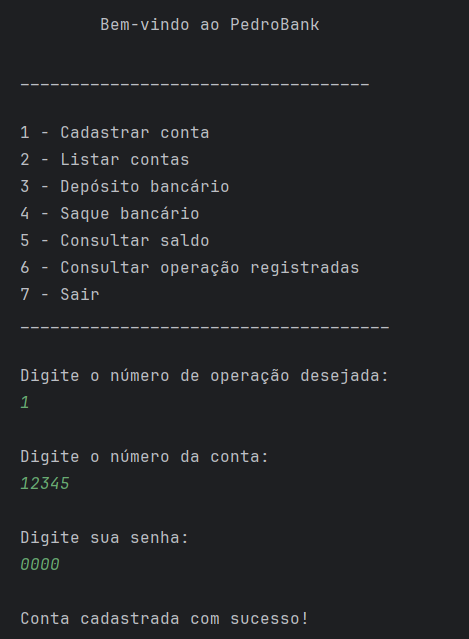 Bem-vindo ao PedroBank
___________________________________
1 - Cadastrar conta
2 - Listar contas
3 - Depósito bancário
4 - Saque bancário
5 - Consultar saldo
6 - Consultar operação registradas
7 - Sair
_____________________________________
Digite o número de operação desejada:
1
Digite o número da conta:
12345
Digite sua senha:
0000
Conta cadastrada com sucesso!